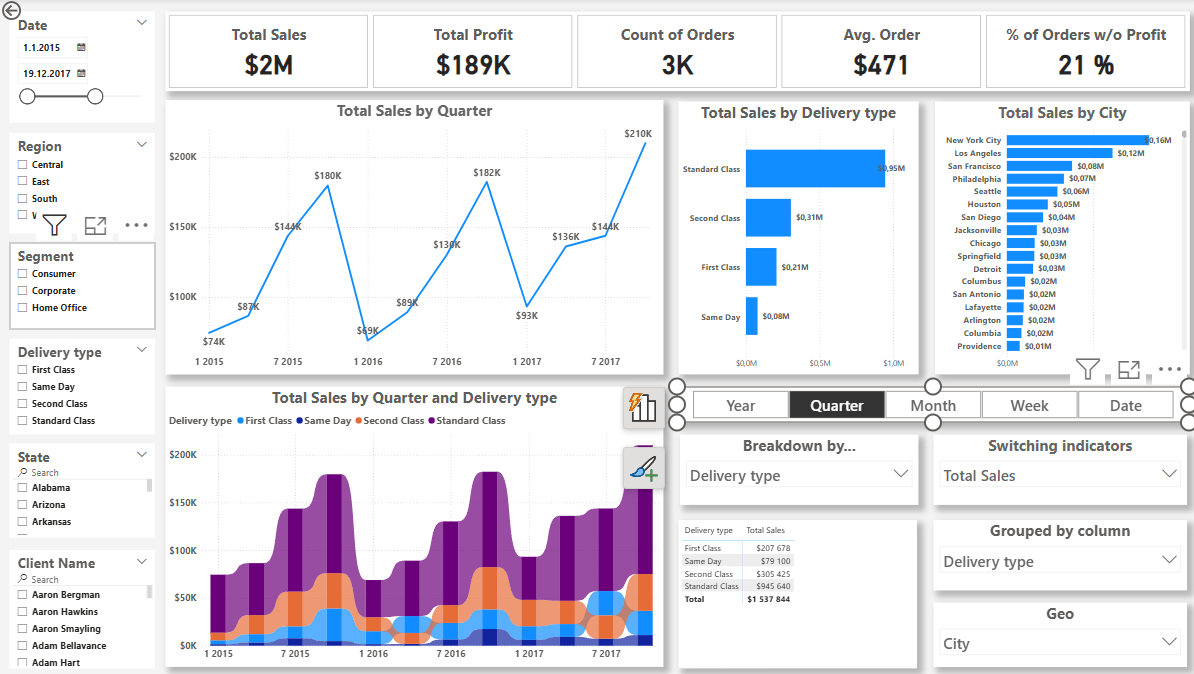 Date
1.1.2015
19.12.2017
Region
Central
East
South
Segment
Consumer
Corporate
Home Office
Delivery type
First Class
Same Day
Second Class
Standard Class
State
Search
Alabama
Arizona
Arkansas
Client Name
Search
Aaron Bergman
Aaron Hawkins
Aaron Smayling
Adam Bellavance
Adam Hart
Total Sales
$2M
Total Profit
$189K
Count of Orders
3K
Avg. Order
$471
% of Orders w/o Profit
21 %
Total Sales by Quarter
$200K
$150K
$100K
$74K
$87K
$144K
$180K
$69K
$89K
$130K
$182K
$93K
$136K
$144K
$210K
1 2015
7 2015
1 2016
7 2016
1 2017
7 2017
Total Sales by Delivery type
Standard Class
$0,95M
Second Class
$0,31M
First Class
$0,21M
Same Day
$0,08M
$0,0M
$0,5M
$1,0M
Total Sales by City
New York City
$0,16M
Los Angeles
$0,12M
San Francisco
$0,08M
Philadelphia
$0,07M
Seattle
$0,06M
Houston
$0,05M
San Diego
$0,04M
Jacksonville
$0,03M
Chicago
$0,03M
Springfield
$0,03M
Detroit
$0,03M
Columbus
$0,02M
San Antonio
$0,02M
Lafayette
$0,02M
Arlington
$0,02M
Columbia
$0,02M
Providence
$0,01M
$0,0M
Total Sales by Quarter and Delivery type
Delivery type First Class Same Day Second Class Standard Class
$200K
$150K
$100K
$50K
$0K
1 2015
7 2015
1 2016
7 2016
1 2017
7 2017
Year
Quarter
Month
Week
Date
Breakdown by...
Delivery type
Switching indicators
Total Sales
Delivery type Total Sales
First Class $207 678
Same Day $79 100
Second Class $305 425
Standard Class $945 640
Total $1 537 844
Grouped by column
Delivery type
Geo
City